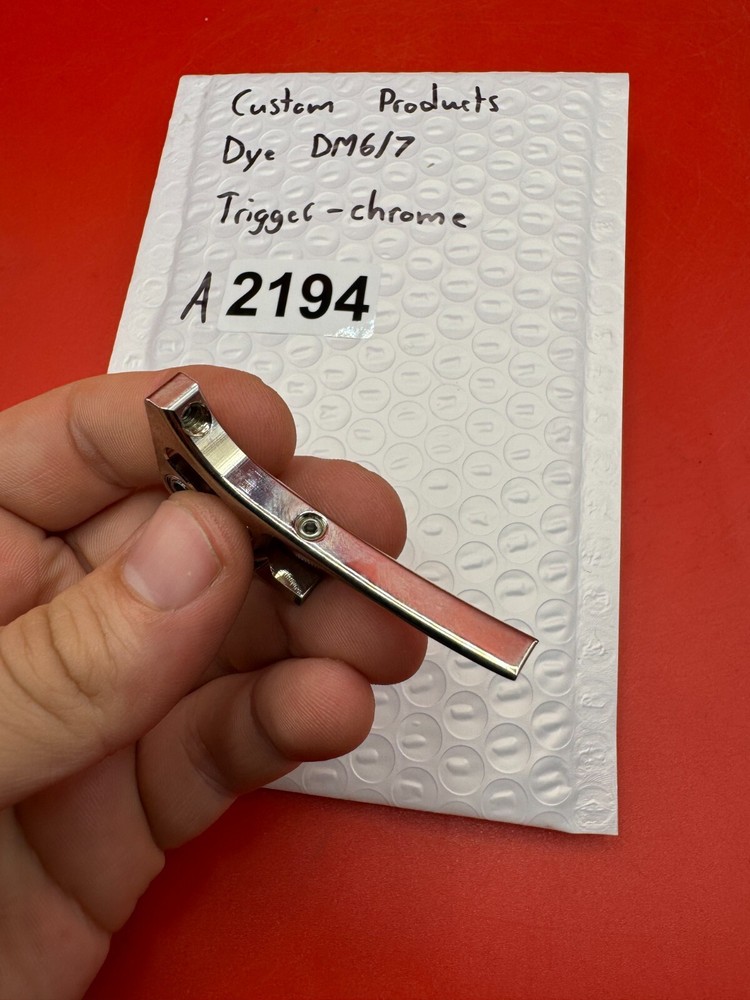 Custom Products
Dye DM6/7
Trigger-chrome
A 2194